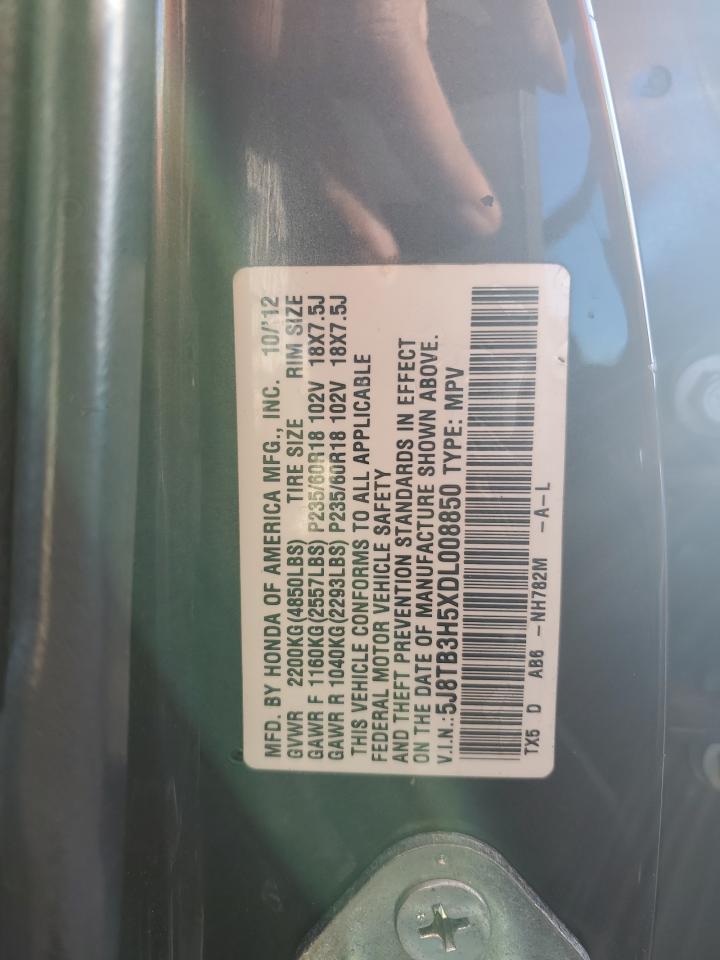 MFD. BY HONDA OF AMERICA MFG., INC. 10/'12
GVWR 2200KG(4850LBS) TIRE SIZE RIM SIZE
GAWR F 1160KG(2557LBS) P235/60R18 102V 18X7.5J
GAWR R 1040KG(2293LBS) P235/60R18 102V 18X7.5J
THIS VEHICLE CONFORMS TO ALL APPLICABLE
FEDERAL MOTOR VEHICLE SAFETY
AND THEFT PREVENTION STANDARDS IN EFFECT
ON THE DATE OF MANUFACTURE SHOWN ABOVE.
V.I.N.:5J8TB3H5XDL008850 TYPE: MPV
TX5 D AB6 -NH782M -A-L